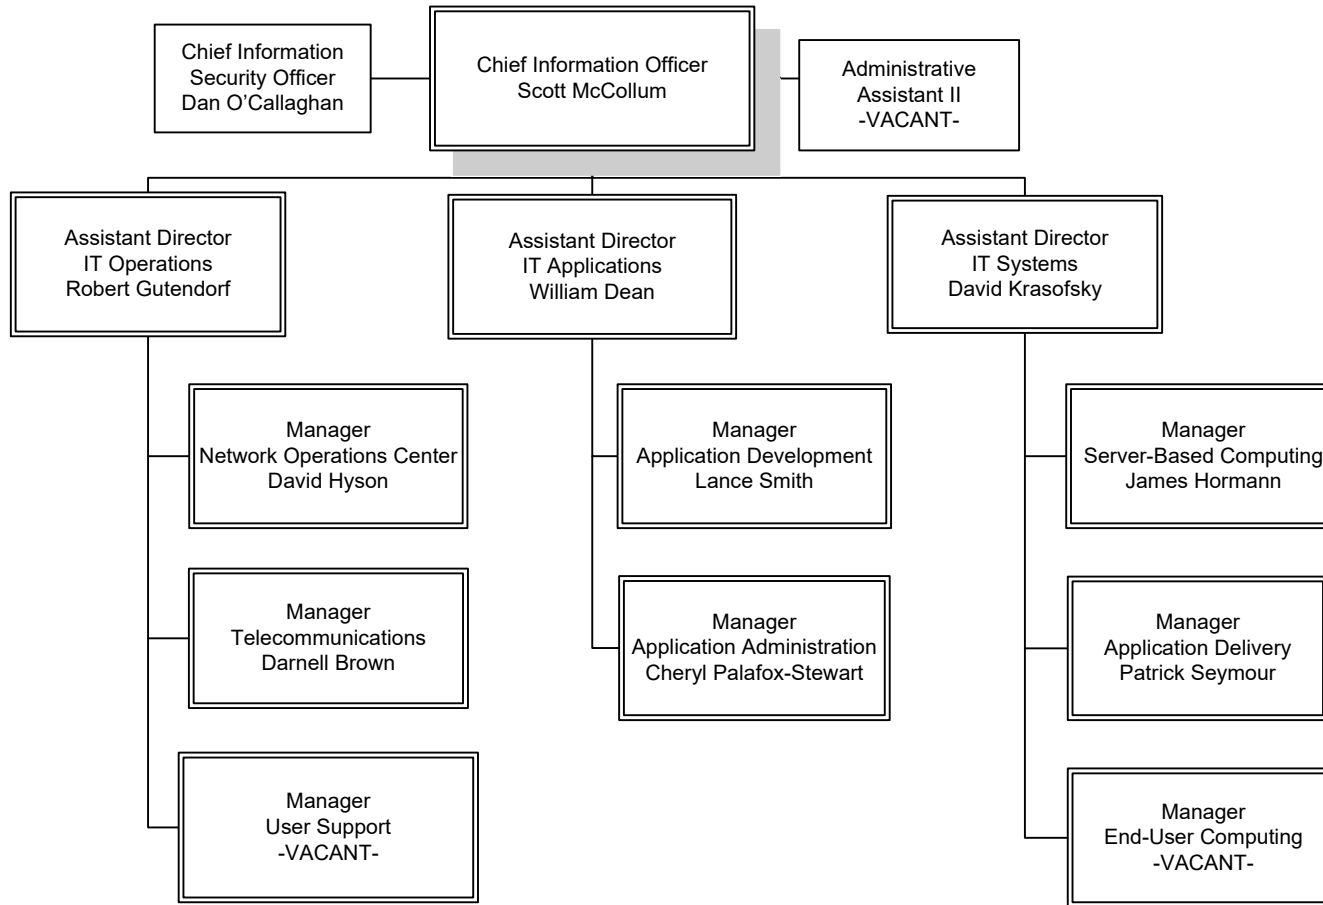 Chief Information
Security Officer
Dan O’Callaghan
Chief Information Officer
Scott McCollum
Administrative
Assistant II
-VACANT-
Assistant Director
IT Operations
Robert Gutendorf
Assistant Director
IT Applications
William Dean
Assistant Director
IT Systems
David Krasofsky
Manager
Network Operations Center
David Hyson
Manager
Application Development
Lance Smith
Manager
Server-Based Computing
James Hormann
Manager
Telecommunications
Darnell Brown
Manager
Application Administration
Cheryl Palafox-Stewart
Manager
Application Delivery
Patrick Seymour
Manager
User Support
-VACANT-
Manager
End-User Computing
-VACANT-